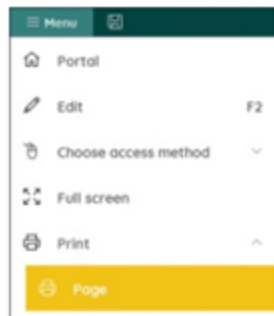 Menu
Portal
Edit F2
Choose access method
Full screen
Print
Page